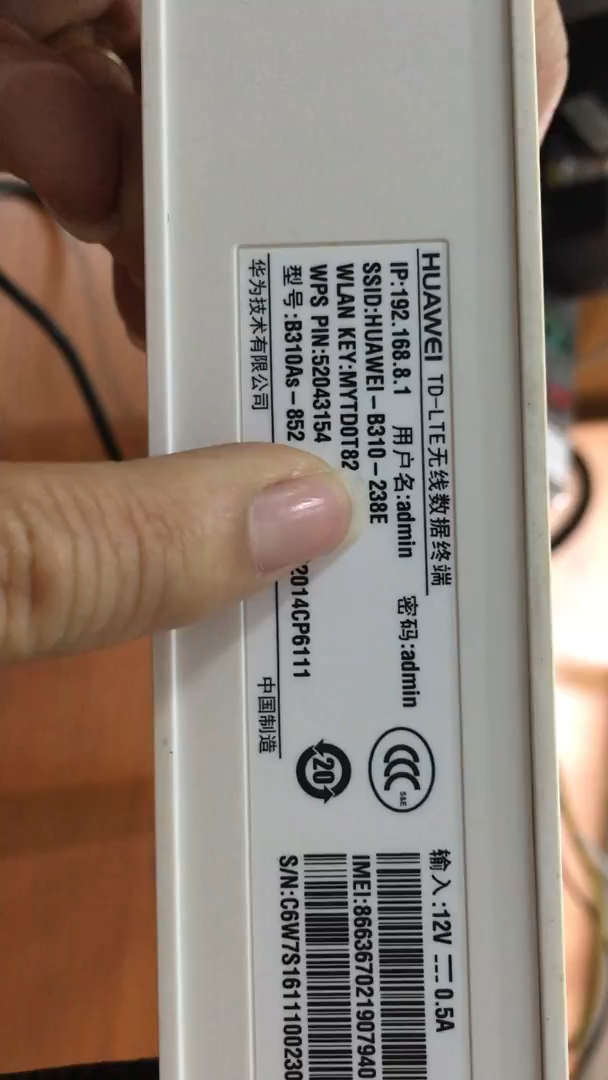 HUAWEI TD-LTE无线数据终端
IP:192.168.8.1 用户名:admin 密码:admin
SSID:HUAWEI-B310-238E
WLAN KEY:MYTD0T82
WPS PIN:52043154
型号:B310As-852 2014CP6111
华为技术有限公司 中国制造
20
CCC
S&E
输入:12V 0.5A
IMEI:866367021907940
S/N:C6W7S1611100230